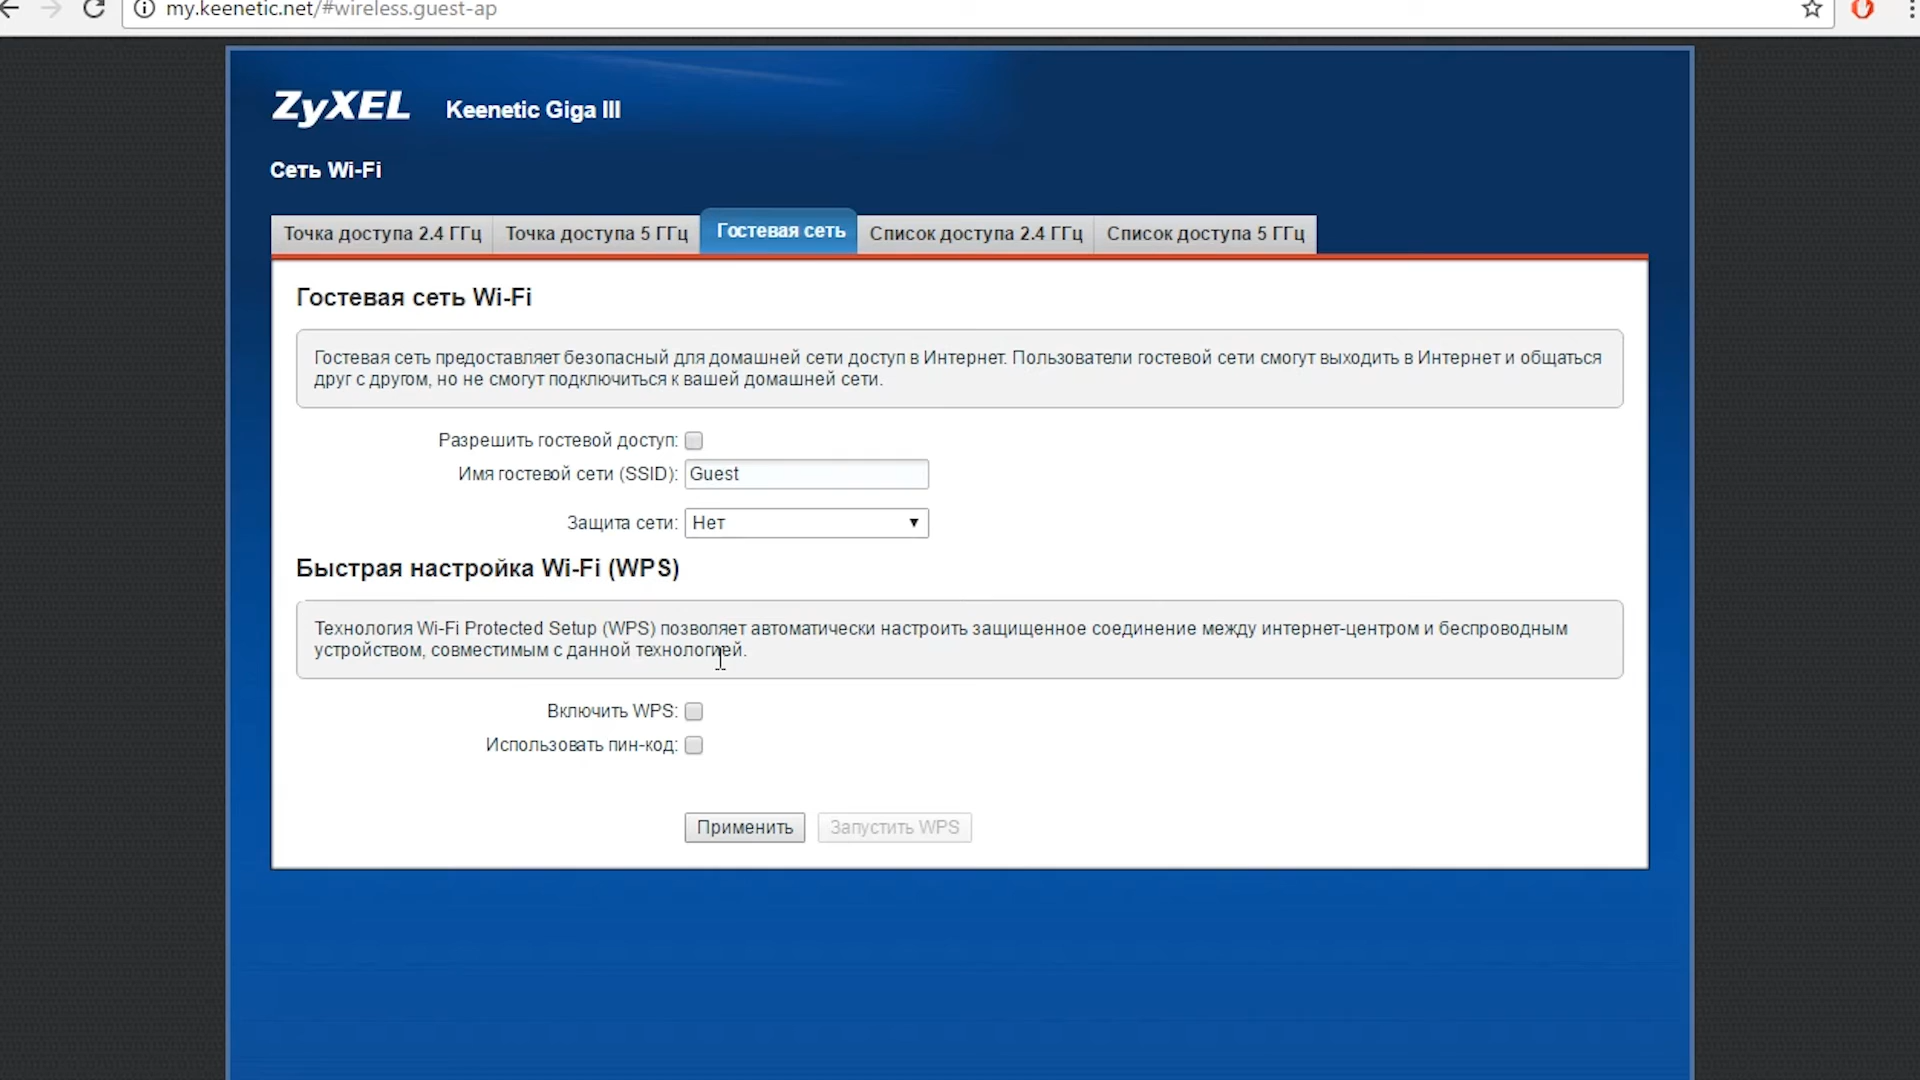 my.keenetic.net/#wireless.guest-ap
ZyXEL Keenetic Giga III
Сеть Wi-Fi
Точка доступа 2.4 ГГц Точка доступа 5 ГГц Гостевая сеть Список доступа 2.4 ГГц Список доступа 5 ГГц
Гостевая сеть Wi-Fi
Гостевая сеть предоставляет безопасный для домашней сети доступ в Интернет. Пользователи гостевой сети смогут выходить в Интернет и общаться
друг с другом, но не смогут подключиться к вашей домашней сети.
Разрешить гостевой доступ:
Имя гостевой сети (SSID): Guest
Защита сети: Нет
Быстрая настройка Wi-Fi (WPS)
Технология Wi-Fi Protected Setup (WPS) позволяет автоматически настроить защищенное соединение между интернет-центром и беспроводным
устройством, совместимым с данной технологией.
Включить WPS:
Использовать пин-код:
Применить Запустить WPS